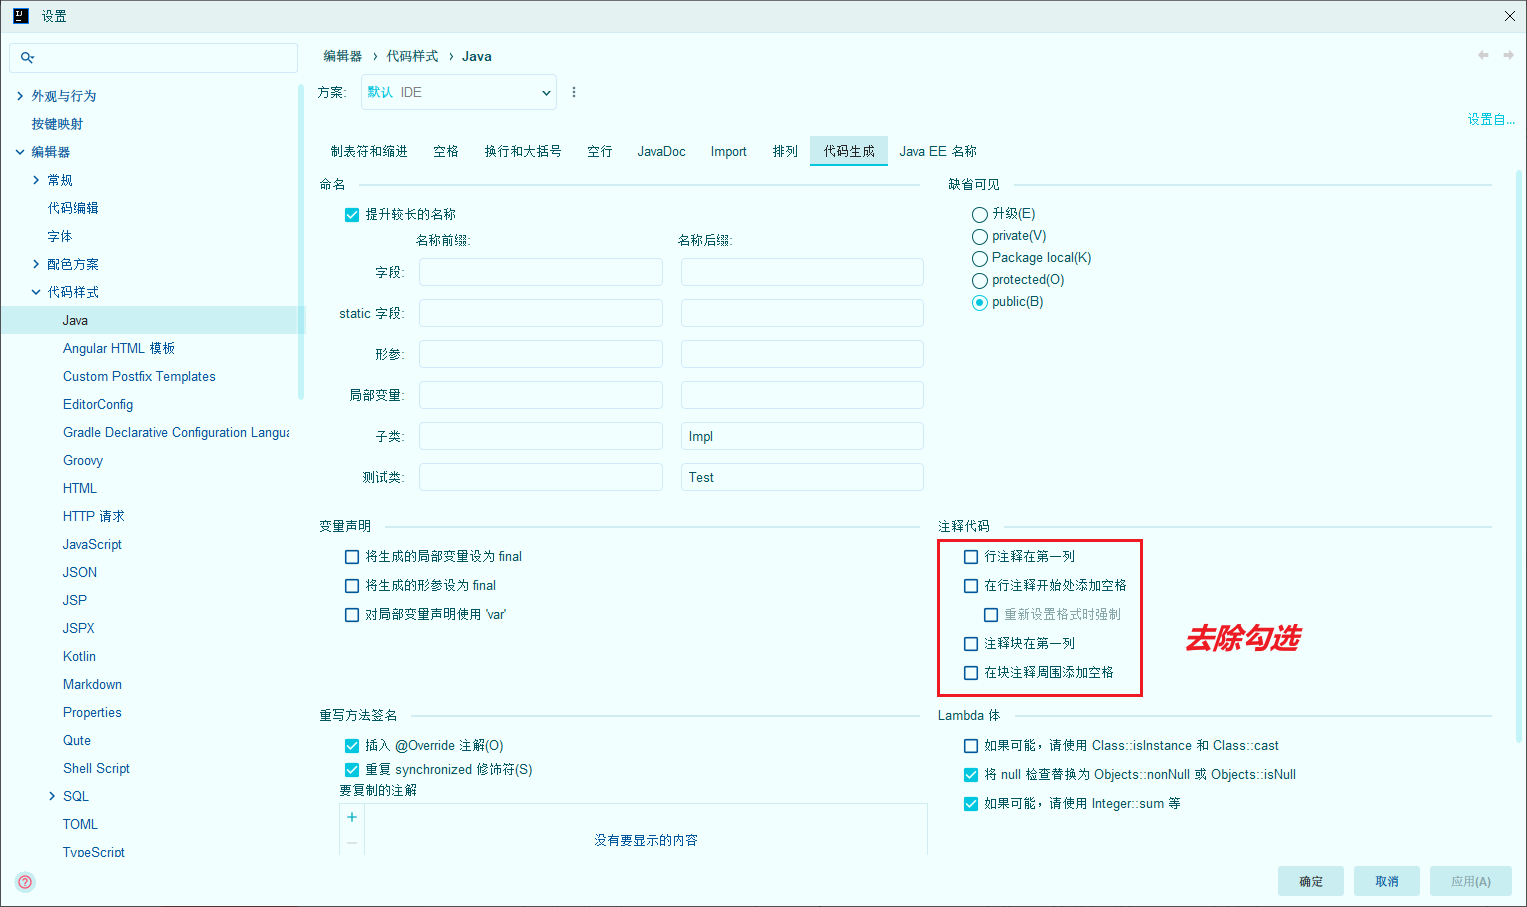 设置
编辑器 › 代码样式 › Java
方案: 默认 IDE
设置自...
外观与行为
按键映射
编辑器
常规
代码编辑
字体
配色方案
代码样式
Java
Angular HTML 模板
Custom Postfix Templates
EditorConfig
Gradle Declarative Configuration Langua
Groovy
HTML
HTTP 请求
JavaScript
JSON
JSP
JSPX
Kotlin
Markdown
Properties
Qute
Shell Script
SQL
TOML
TypeScript
制表符和缩进 空格 换行和大括号 空行 JavaDoc Import 排列 代码生成 Java EE 名称
命名
提升较长的名称
名称前缀: 名称后缀:
字段:
static 字段:
形参:
局部变量:
子类: Impl
测试类: Test
缺省可见
升级(E)
private(V)
Package local(K)
protected(O)
public(B)
变量声明
将生成的局部变量设为 final
将生成的形参设为 final
对局部变量声明使用 'var'
注释代码
行注释在第一列
在行注释开始处添加空格
重新设置格式时强制
注释块在第一列
在块注释周围添加空格
去除勾选
重写方法签名
插入 @Override 注解(O)
重复 synchronized 修饰符(S)
要复制的注解
没有要显示的内容
Lambda 体
如果可能，请使用 Class::isInstance 和 Class::cast
将 null 检查替换为 Objects::nonNull 或 Objects::isNull
如果可能，请使用 Integer::sum 等
确定 取消 应用(A)